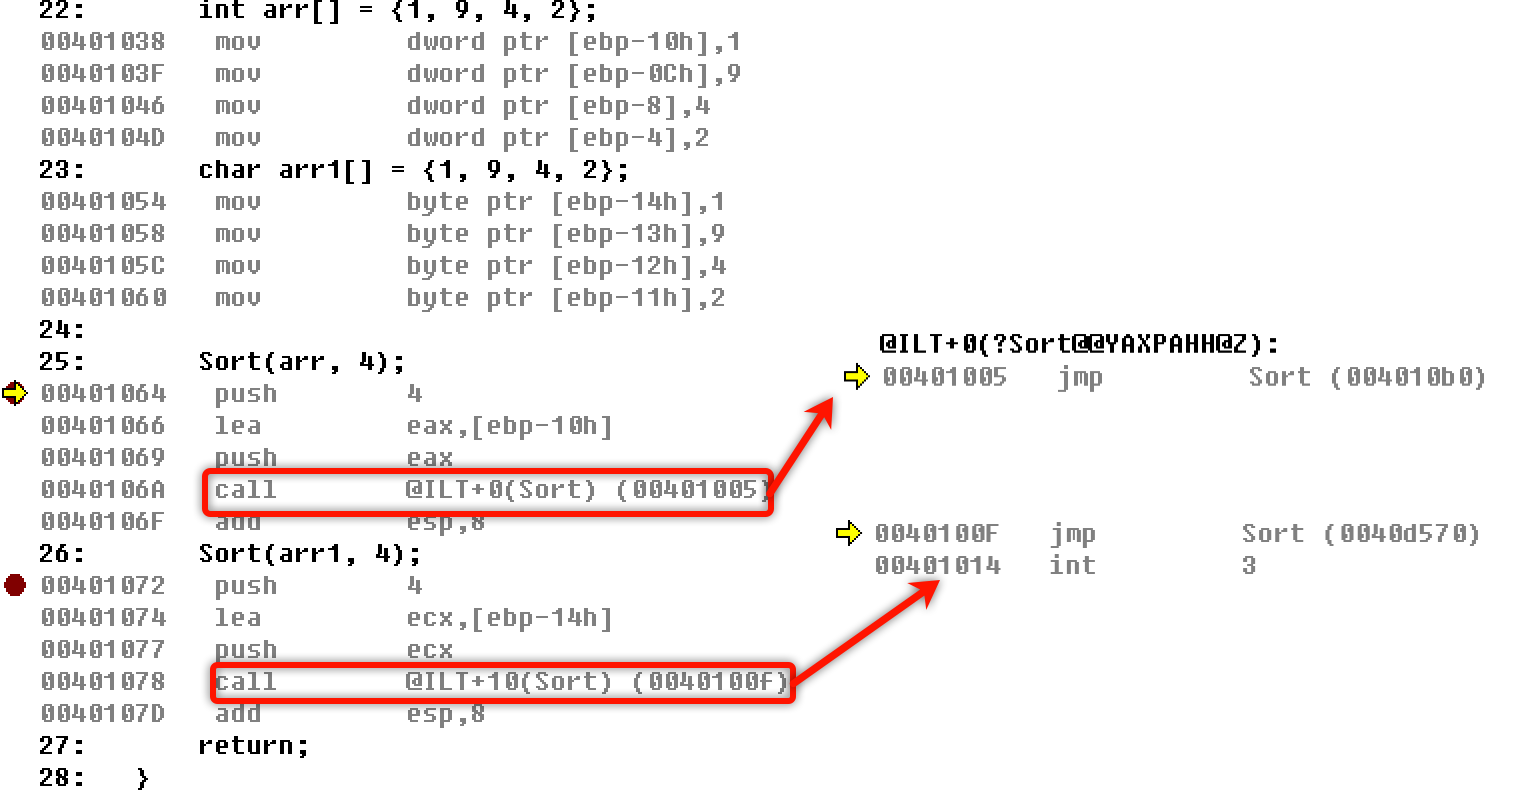 22: int arr[] = {1, 9, 4, 2};
00401038 mov dword ptr [ebp-10h],1
0040103F mov dword ptr [ebp-0Ch],9
00401046 mov dword ptr [ebp-8],4
0040104D mov dword ptr [ebp-4],2
23: char arr1[] = {1, 9, 4, 2};
00401054 mov byte ptr [ebp-14h],1
00401058 mov byte ptr [ebp-13h],9
0040105C mov byte ptr [ebp-12h],4
00401060 mov byte ptr [ebp-11h],2
24:
25: Sort(arr, 4);
00401064 push 4
00401066 lea eax,[ebp-10h]
00401069 push eax
0040106A call @ILT+0(Sort) (00401005)
0040106F add esp,8
26: Sort(arr1, 4);
00401072 push 4
00401074 lea ecx,[ebp-14h]
00401077 push ecx
00401078 call @ILT+10(Sort) (0040100F)
0040107D add esp,8
27: return;
28: }
@ILT+0(?Sort@@YAXPAHH@Z):
00401005 jmp Sort (004010b0)
0040100F jmp Sort (0040d570)
00401014 int 3